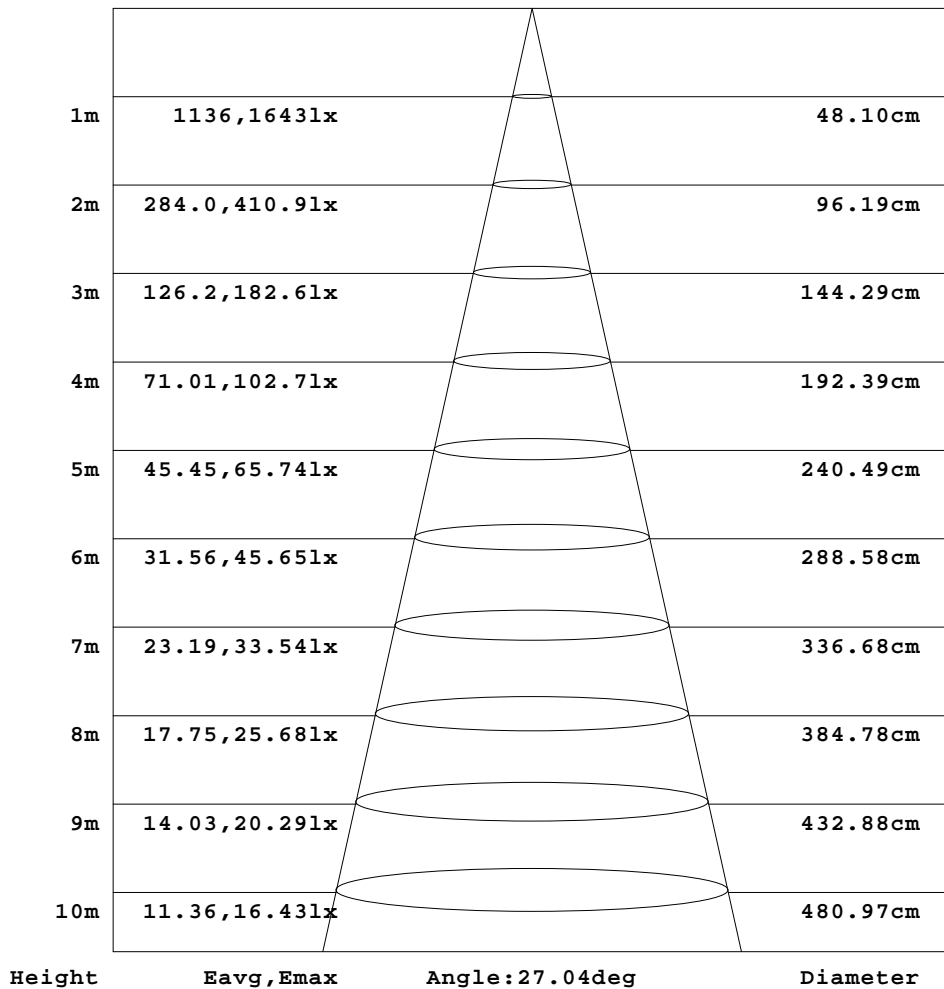 1m 1136,1643lx 48.10cm
2m 284.0,410.9lx 96.19cm
3m 126.2,182.6lx 144.29cm
4m 71.01,102.7lx 192.39cm
5m 45.45,65.74lx 240.49cm
6m 31.56,45.65lx 288.58cm
7m 23.19,33.54lx 336.68cm
8m 17.75,25.68lx 384.78cm
9m 14.03,20.29lx 432.88cm
10m 11.36,16.43lx 480.97cm
Height Eavg,Emax Angle:27.04deg Diameter